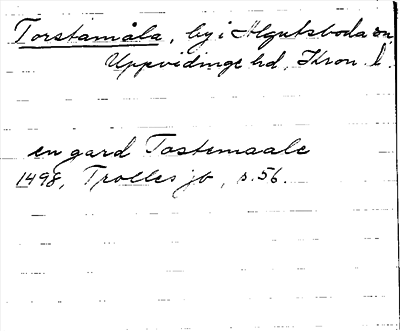 Torstamåla, by i Algutsboda sn,
Uppvidinge hd, Kron. l.
en gard Tostemaale
1498, Trolles jb, s. 56.